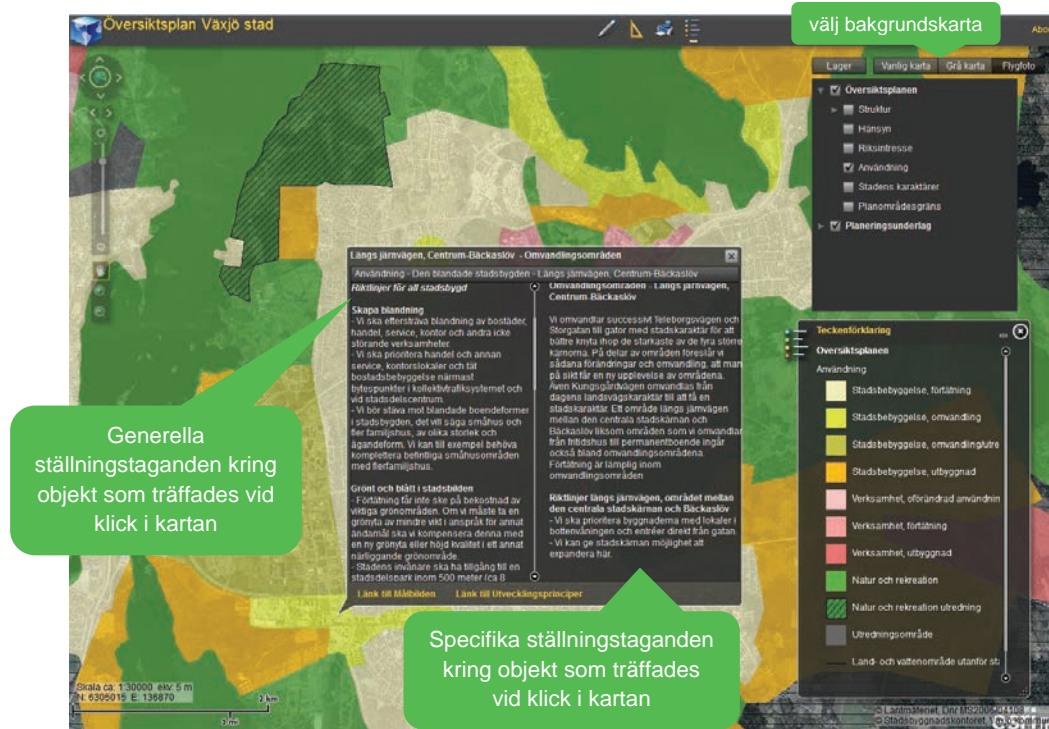 Översiktsplan Växjö stad
välj bakgrundskarta
Abo
Lager Vanlig karta Grå karta Flygfoto
Översiktsplanen
Struktur
Hänsyn
Riksintresse
Användning
Stadens karaktärer
Planområdesgräns
Planeringsunderlag
Längs järnvägen, Centrum-Bäckaslöv - Omvandlingsområden
Användning - Den blandade stadsbygden - Längs järnvägen, Centrum-Bäckaslöv
Riktlinjer för all stadsbygd
Skapa blandning
- Vi ska eftersträva blandning av bostäder,
handel, service, kontor och andra icke
störande verksamheter.
- Vi ska prioritera handel och annan
service, kontorslokaler och tät
bostadsbebyggelse närmast
bytespunkter i kollektivtrafiksystemet och
vid stadsdelscentrum.
- Vi bör stäva mot blandade boendeformer
i stadsbygden, det vill säga småhus och
fler familjshus, av olika storlek och
ägandeform. Vi kan till exempel behöva
komplettera befintliga småhusområden
med flerfamiljshus.
Grönt och blått i stadsbilden
- Förtätning får inte ske på bekostnad av
viktiga grönområden. Om vi måste ta en
grönyta av mindre vikt i anspråk för annat
ändamål ska vi kompensera denna med
en ny grönyta eller höjd kvalitet i ett annat
närliggande grönområde.
- Stadens invånare ska ha tillgång till en
stadsdelspark inom 500 meter (ca 8
Omvandlingsområden - Längs järnvägen,
Centrum-Bäckaslöv
Vi omvandlar successivt Teleborgsvägen och
Storgatan till gator med stadskaraktär för att
bättre knyta ihop de starkaste av de fyra större
kärnorna. På delar av områden föreslår vi
sådana förändringar och omvandling, att man
på sikt får en ny upplevelse av områdena.
Även Kungsgårdvägen omvandlas från
dagens landsvägskaraktär till att få en
stadskaraktär. Ett område längs järnvägen
mellan den centrala stadskärnan och
Bäckaslöv liksom områden som vi omvandlar
från fritidshus till permanentboende ingår
också bland omvandlingsområdena.
Förtätning är lämplig inom
omvandlingsområden
Riktlinjer längs järnvägen, området mellan
den centrala stadskärnan och Bäckaslöv
- Vi ska prioritera byggnaderna med lokaler i
bottenvåningen och entréer direkt från gatan.
- Vi kan ge stadskärnan möjlighet att
expandera här.
Länk till Målbilden Länk till Utvecklingsprinciper
Generella
ställningstaganden kring
objekt som träffades vid
klick i kartan
Specifika ställningstaganden
kring objekt som träffades
vid klick i kartan
Teckenförklaring
Översiktsplanen
Användning
Stadsbebyggelse, förtätning
Stadsbebyggelse, omvandling
Stadsbebyggelse, omvandling/utre
Stadsbebyggelse, utbyggnad
Verksamhet, oförändrad användnin
Verksamhet, förtätning
Verksamhet, utbyggnad
Natur och rekreation
Natur och rekreation utredning
Utredningsområde
Land- och vattenområde utanför sta
Skala ca: 1:30000 ekv: 5 m
N: 6305015 E: 136870
2 km
2 mi
© Lantmäteriet, Dnr
© Stadsbyggnadskontoret,